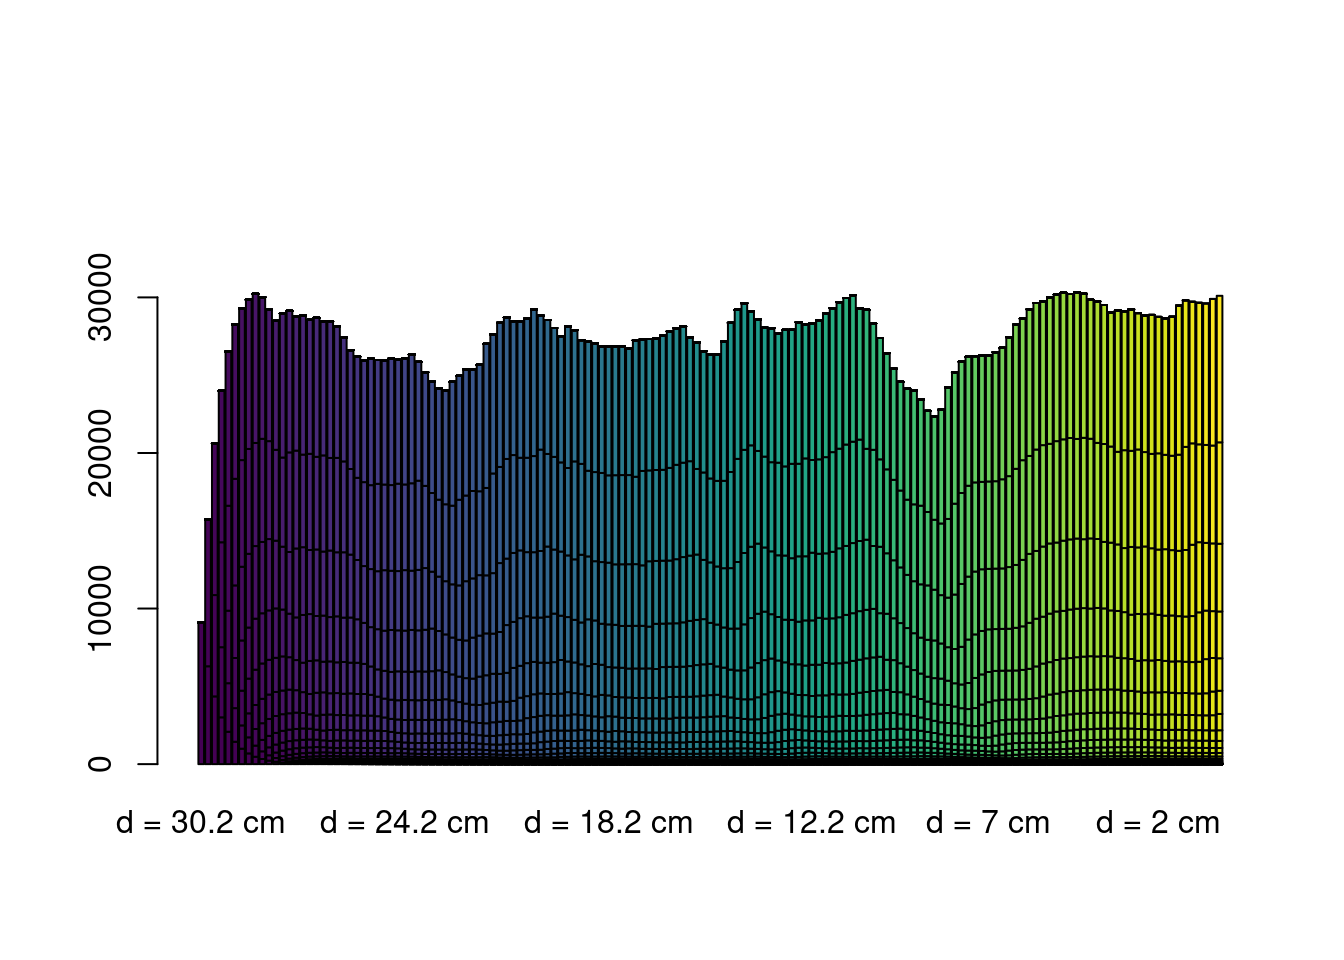 30000
20000
10000
0
d = 30.2 cm d = 24.2 cm d = 18.2 cm d = 12.2 cm d = 7 cm d = 2 cm